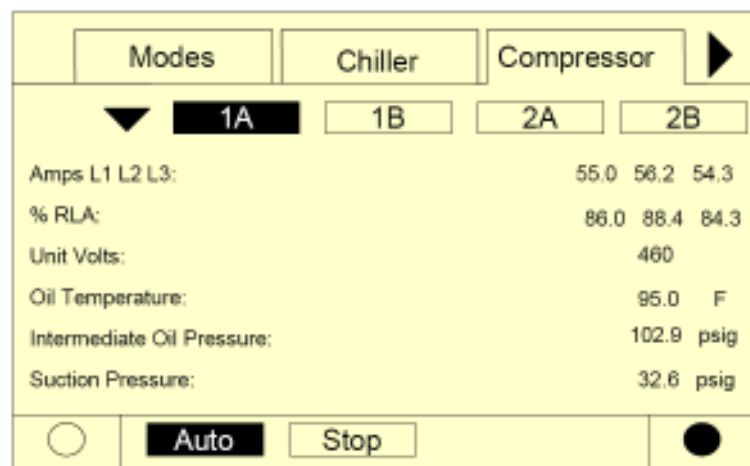 Modes Chiller Compressor
1A 1B 2A 2B
Amps L1 L2 L3: 55.0 56.2 54.3
% RLA: 86.0 88.4 84.3
Unit Volts: 460
Oil Temperature: 95.0 F
Intermediate Oil Pressure: 102.9 psig
Suction Pressure: 32.6 psig
Auto Stop